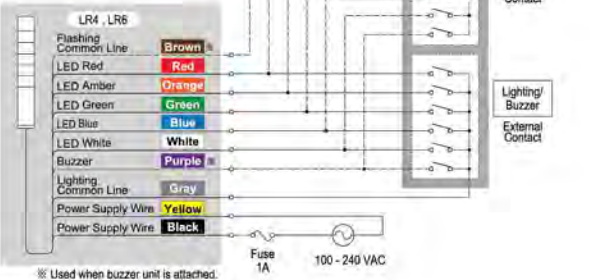 Contact
LR4 , LR6
Flashing
Common Line
Brown ※
LED Red Red
LED Amber Orange
LED Green Green
LED Blue Blue
LED White White
Buzzer Purple ※
Lighting
Common Line
Gray
Power Supply Wire Yellow
Power Supply Wire Black
Lighting/
Buzzer
External
Contact
Fuse
1A
100 - 240 VAC
※ Used when buzzer unit is attached.